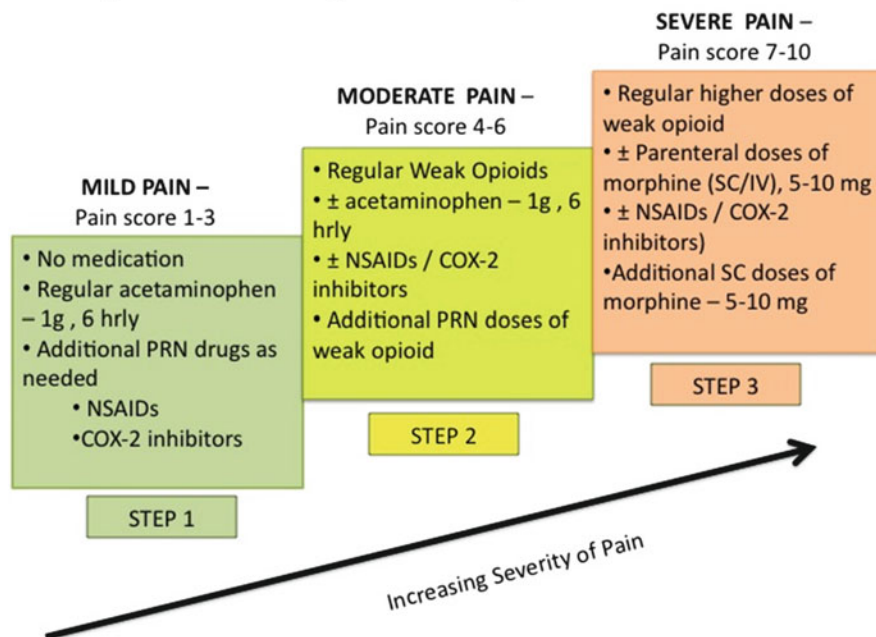 SEVERE PAIN –
Pain score 7-10
• Regular higher doses of
weak opioid
• ± Parenteral doses of
morphine (SC/IV), 5-10 mg
• ± NSAIDs / COX-2
inhibitors)
•Additional SC doses of
morphine – 5-10 mg
STEP 3
MODERATE PAIN –
Pain score 4-6
• Regular Weak Opioids
• ± acetaminophen – 1g , 6
hrly
• ± NSAIDs / COX-2
inhibitors
• Additional PRN doses of
weak opioid
STEP 2
MILD PAIN –
Pain score 1-3
• No medication
• Regular acetaminophen
– 1g , 6 hrly
• Additional PRN drugs as
needed
• NSAIDs
•COX-2 inhibitors
STEP 1
Increasing Severity of Pain